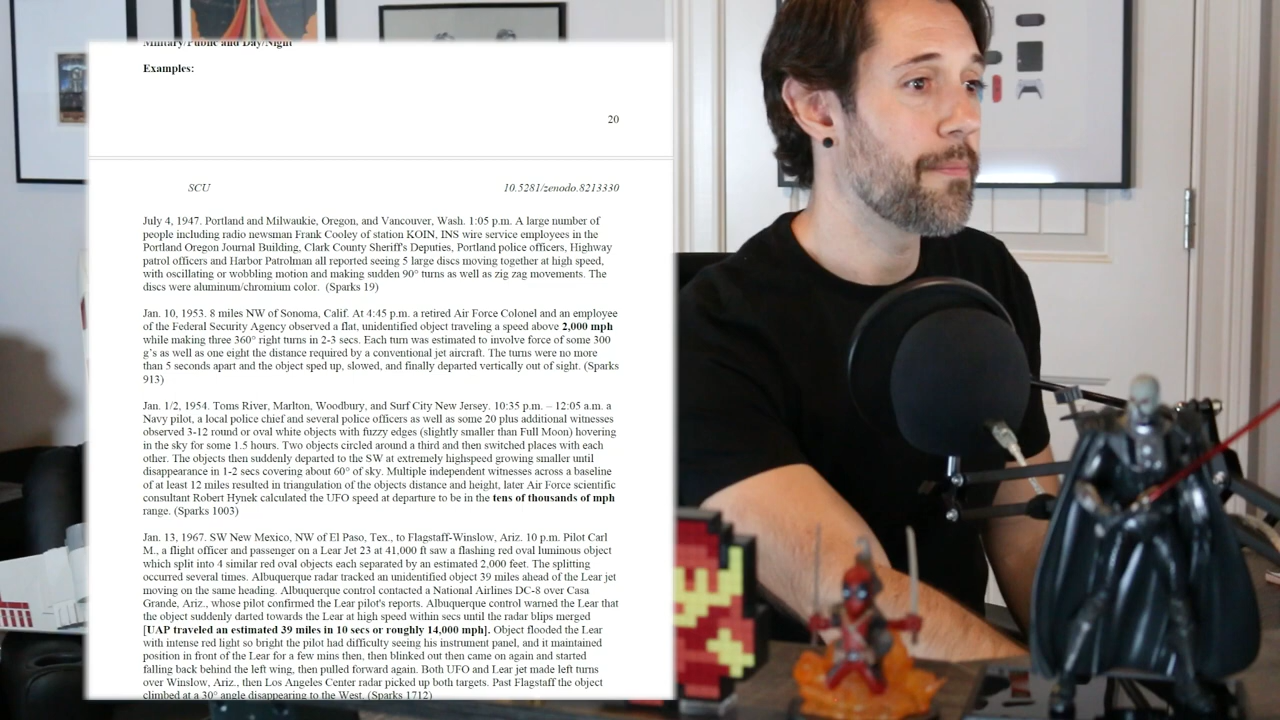 Military/Public and Day/Night
Examples:
20
SCU 10.5281/zenodo.8213330
July 4, 1947. Portland and Milwaukie, Oregon, and Vancouver, Wash. 1:05 p.m. A large number of
people including radio newsman Frank Cooley of station KOIN, INS wire service employees in the
Portland Oregon Journal Building, Clark County Sheriff's Deputies, Portland police officers, Highway
patrol officers and Harbor Patrolman all reported seeing 5 large discs moving together at high speed,
with oscillating or wobbling motion and making sudden 90° turns as well as zig zag movements. The
discs were aluminum/chromium color. (Sparks 19)
Jan. 10, 1953. 8 miles NW of Sonoma, Calif. At 4:45 p.m. a retired Air Force Colonel and an employee
of the Federal Security Agency observed a flat, unidentified object traveling a speed above 2,000 mph
while making three 360° right turns in 2-3 secs. Each turn was estimated to involve force of some 300
g’s as well as one eight the distance required by a conventional jet aircraft. The turns were no more
than 5 seconds apart and the object sped up, slowed, and finally departed vertically out of sight. (Sparks
913)
Jan. 1/2, 1954. Toms River, Marlton, Woodbury, and Surf City New Jersey. 10:35 p.m. – 12:05 a.m. a
Navy pilot, a local police chief and several police officers as well as some 20 plus additional witnesses
observed 3-12 round or oval white objects with fuzzy edges (slightly smaller than Full Moon) hovering
in the sky for some 1.5 hours. Two objects circled around a third and then switched places with each
other. The objects then suddenly departed to the SW at extremely highspeed growing smaller until
disappearance in 1-2 secs covering about 60° of sky. Multiple independent witnesses across a baseline
of at least 12 miles resulted in triangulation of the objects distance and height, later Air Force scientific
consultant Robert Hynek calculated the UFO speed at departure to be in the tens of thousands of mph
range. (Sparks 1003)
Jan. 13, 1967. SW New Mexico, NW of El Paso, Tex., to Flagstaff-Winslow, Ariz. 10 p.m. Pilot Carl
M., a flight officer and passenger on a Lear Jet 23 at 41,000 ft saw a flashing red oval luminous object
which split into 4 similar red oval objects each separated by an estimated 2,000 feet. The splitting
occurred several times. Albuquerque radar tracked an unidentified object 39 miles ahead of the Lear jet
moving on the same heading. Albuquerque control contacted a National Airlines DC-8 over Casa
Grande, Ariz., whose pilot confirmed the Lear pilot's reports. Albuquerque control warned the Lear that
the object suddenly darted towards the Lear at high speed within secs until the radar blips merged
[UAP traveled an estimated 39 miles in 10 secs or roughly 14,000 mph]. Object flooded the Lear
with intense red light so bright the pilot had difficulty seeing his instrument panel, and it maintained
position in front of the Lear for a few mins then, then blinked out then came on again and started
falling back behind the left wing, then pulled forward again. Both UFO and Lear jet made left turns
over Winslow, Ariz., then Los Angeles Center radar picked up both targets. Past Flagstaff the object
climbed at a 30° angle disappearing to the West. (Sparks 1712)